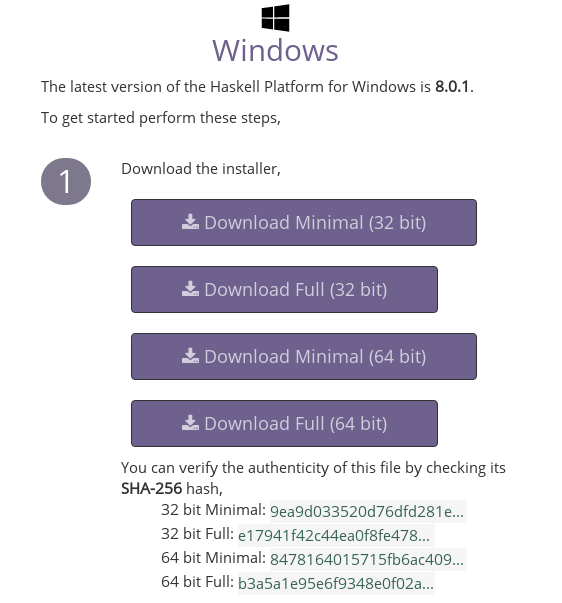 Windows
The latest version of the Haskell Platform for Windows is 8.0.1.
To get started perform these steps,
1
Download the installer,
Download Minimal (32 bit)
Download Full (32 bit)
Download Minimal (64 bit)
Download Full (64 bit)
You can verify the authenticity of this file by checking its
SHA-256 hash,
32 bit Minimal: 9ea9d033520d76dfd281e...
32 bit Full: e17941f42c44ea0f8fe478...
64 bit Minimal: 8478164015715fb6ac409...
64 bit Full: b3a5a1e95e6f9348e0f02a...